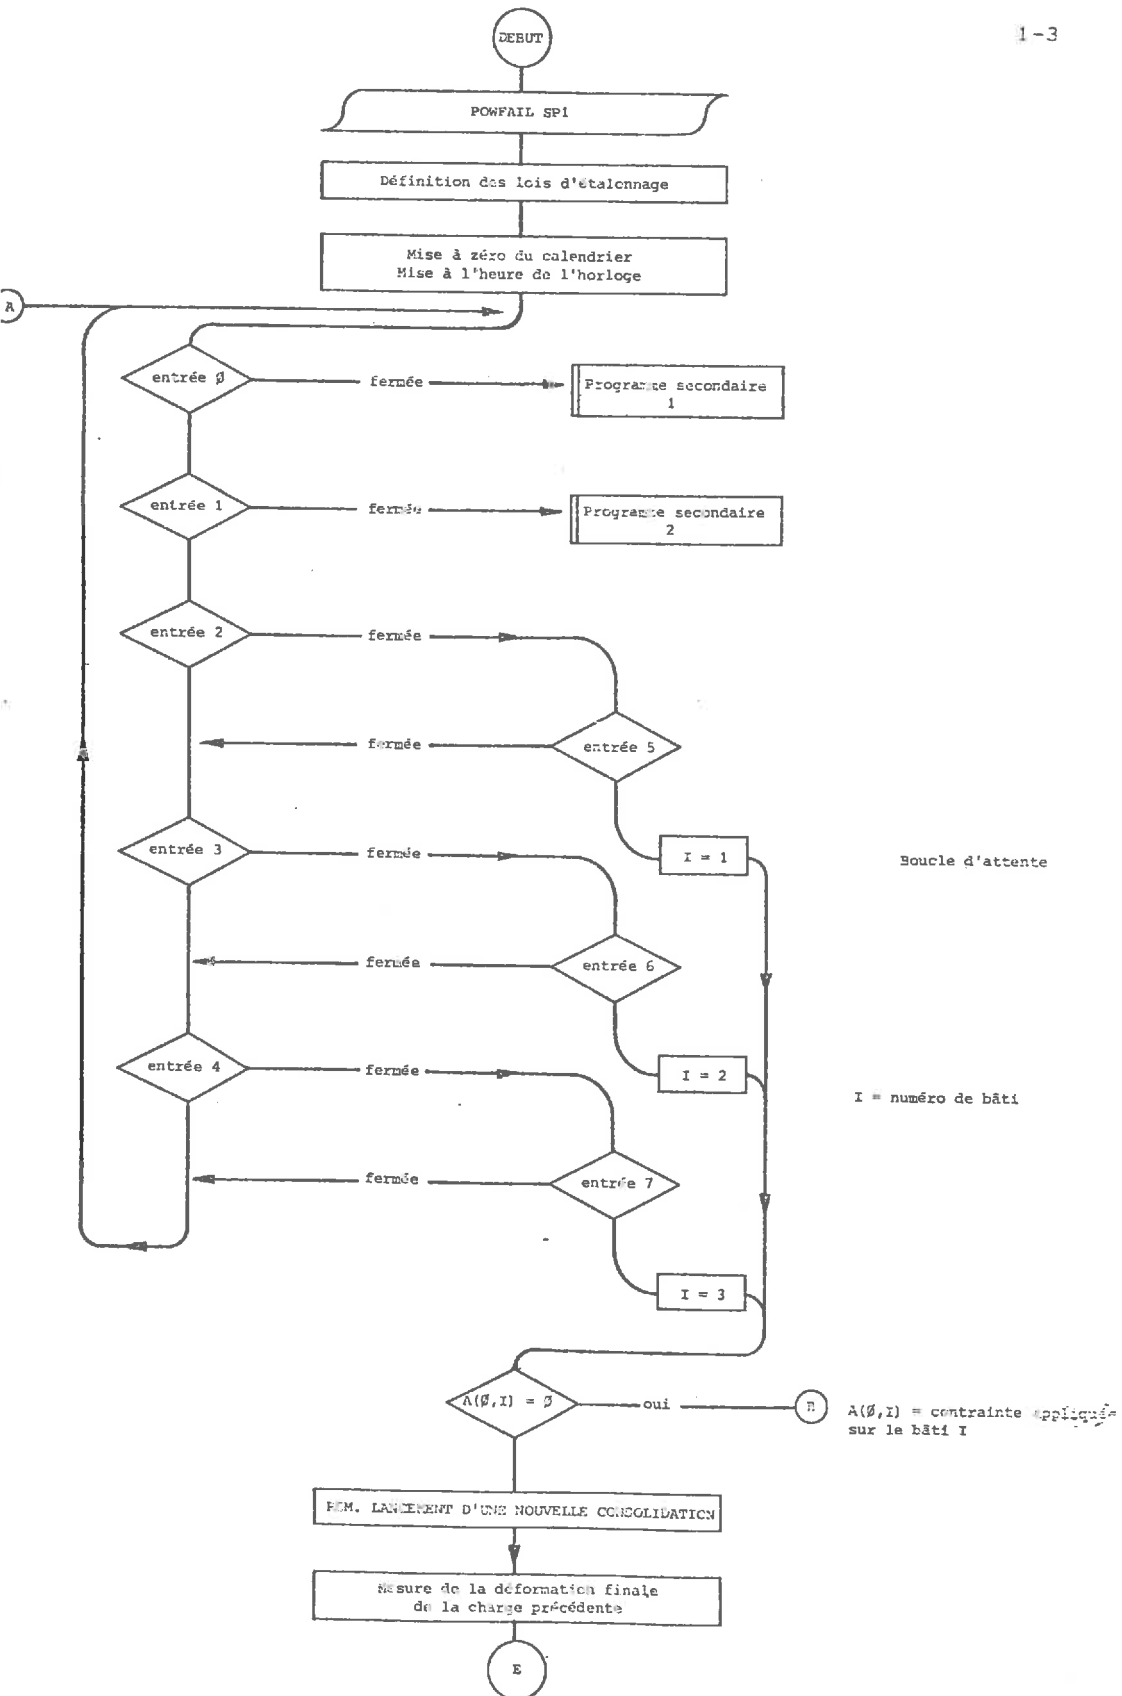 1-3
DEBUT
POWFAIL SP1
Définition des lois d'étalonnage
Mise à zéro du calendrier
Mise à l'heure de l'horloge
A
entrée Ø
fermée
Programme secondaire
1
entrée 1
fermée
Programme secondaire
2
entrée 2
fermée
fermée
entrée 5
entrée 3
fermée
I = 1
Boucle d'attente
fermée
entrée 6
entrée 4
fermée
I = 2
I = numéro de bâti
fermée
entrée 7
I = 3
A(Ø,I) = Ø
oui
A(Ø,I) = contrainte appliquée
sur le bâti I
REM. LANCEMENT D'UNE NOUVELLE CONSOLIDATION
Mesure de la déformation finale
de la charge précédente
E